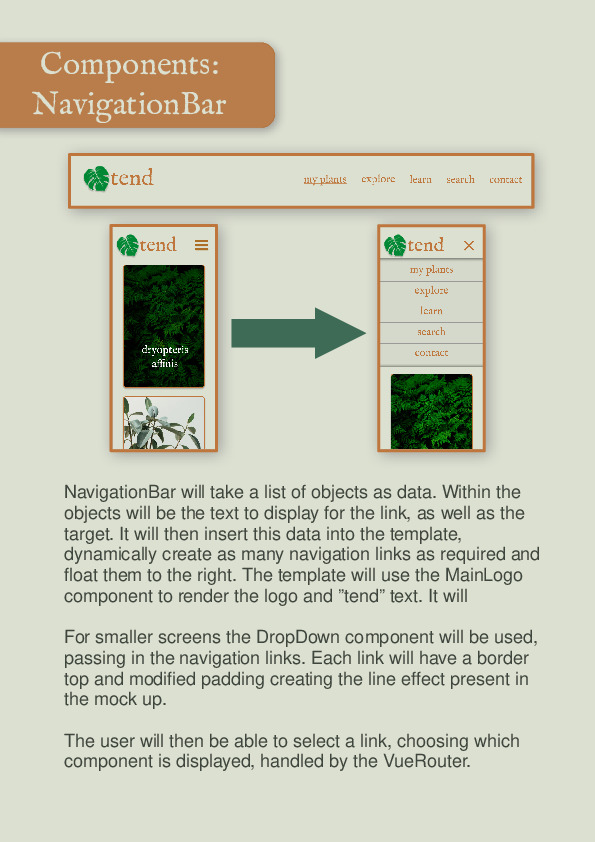 Components:
NavigationBar
tend
my plants explore learn search contact
tend
dryopteris
affinis
tend
my plants
explore
learn
search
contact
NavigationBar will take a list of objects as data. Within the
objects will be the text to display for the link, as well as the
target. It will then insert this data into the template,
dynamically create as many navigation links as required and
float them to the right. The template will use the MainLogo
component to render the logo and ”tend” text. It will
For smaller screens the DropDown component will be used,
passing in the navigation links. Each link will have a border
top and modified padding creating the line effect present in
the mock up.
The user will then be able to select a link, choosing which
component is displayed, handled by the VueRouter.